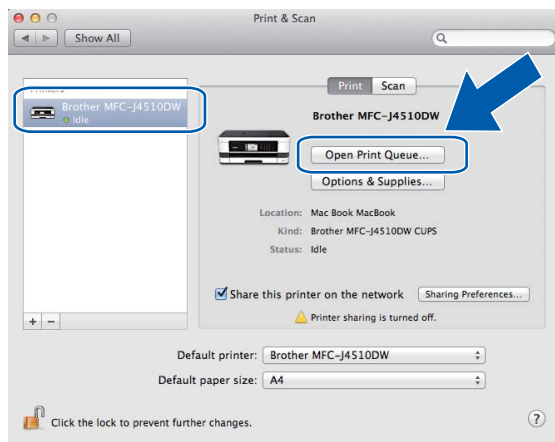 Print & Scan
Show All
Printers
Brother MFC-J4510DW
Idle
Print Scan
Brother MFC-J4510DW
Open Print Queue...
Options & Supplies...
Location: Mac Book MacBook
Kind: Brother MFC-J4510DW CUPS
Status: Idle
Share this printer on the network Sharing Preferences...
Printer sharing is turned off.
+ −
Default printer: Brother MFC-J4510DW
Default paper size: A4
Click the lock to prevent further changes.
?